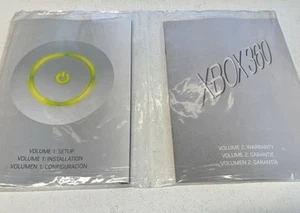 VOLUME 1: SETUP
VOLUME 1: INSTALLATION
VOLUMEN 1: CONFIGURACIÓN
XBOX 360
VOLUME 2: WARRANTY
VOLUME 2: GARANTIE
VOLUMEN 2: GARANTÍA